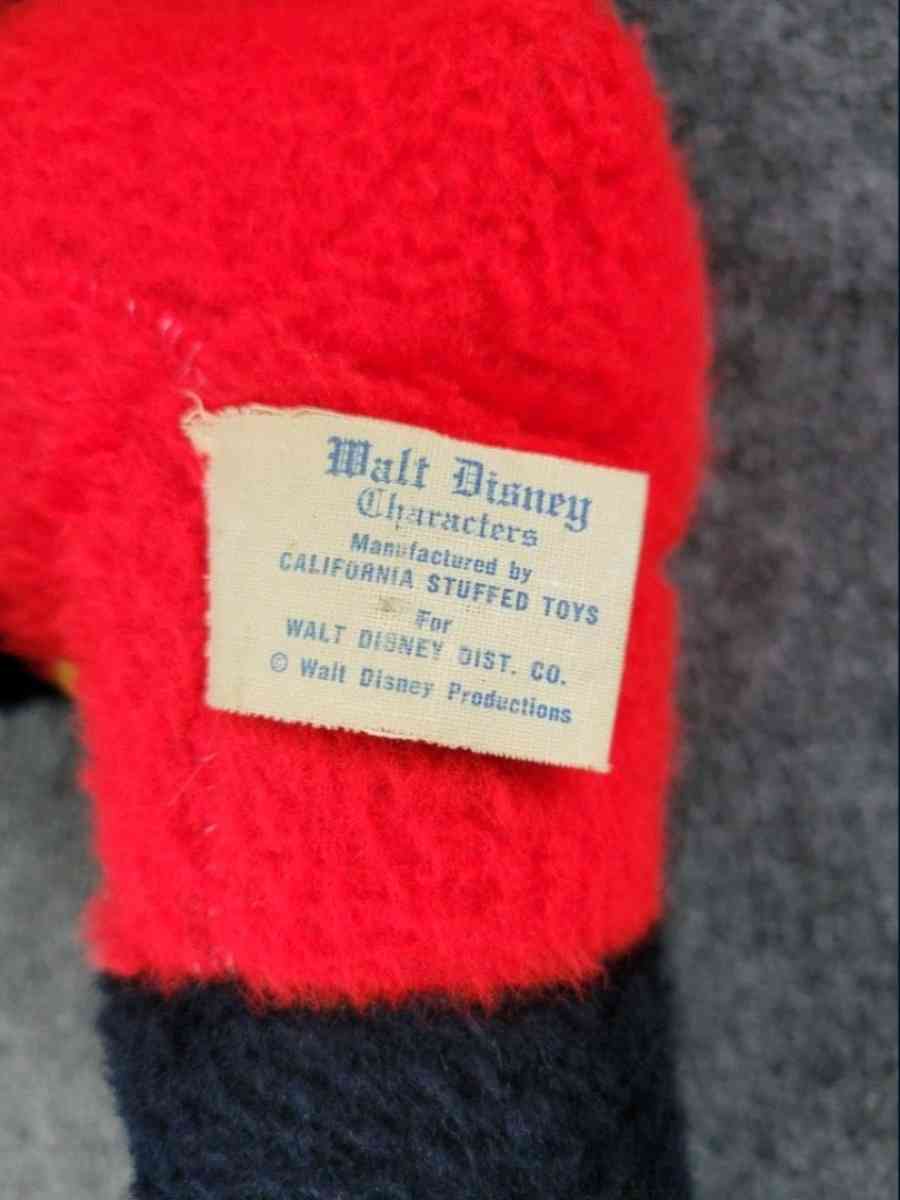 Walt Disney
Characters
Manufactured by
CALIFORNIA STUFFED TOYS
For
WALT DISNEY DIST. CO.
© Walt Disney Productions